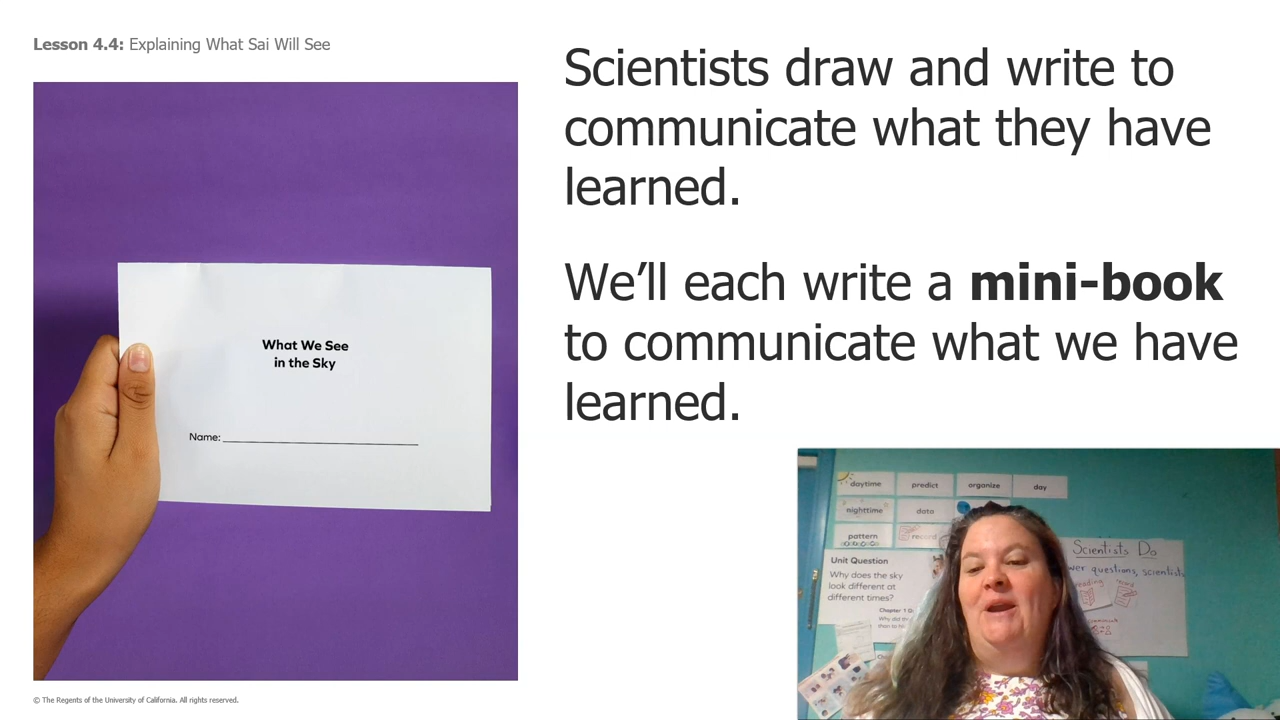 Lesson 4.4: Explaining What Sai Will See
Scientists draw and write to
communicate what they have
learned.
We'll each write a mini-book
to communicate what we have
learned.
What We See
in the Sky
Name:
© The Regents of the University of California. All rights reserved.
daytime
predict
organize
day
nighttime
data
pattern
record
Unit Question
Why does the sky
look different at
different times?
Scientists Do
questions, scientists